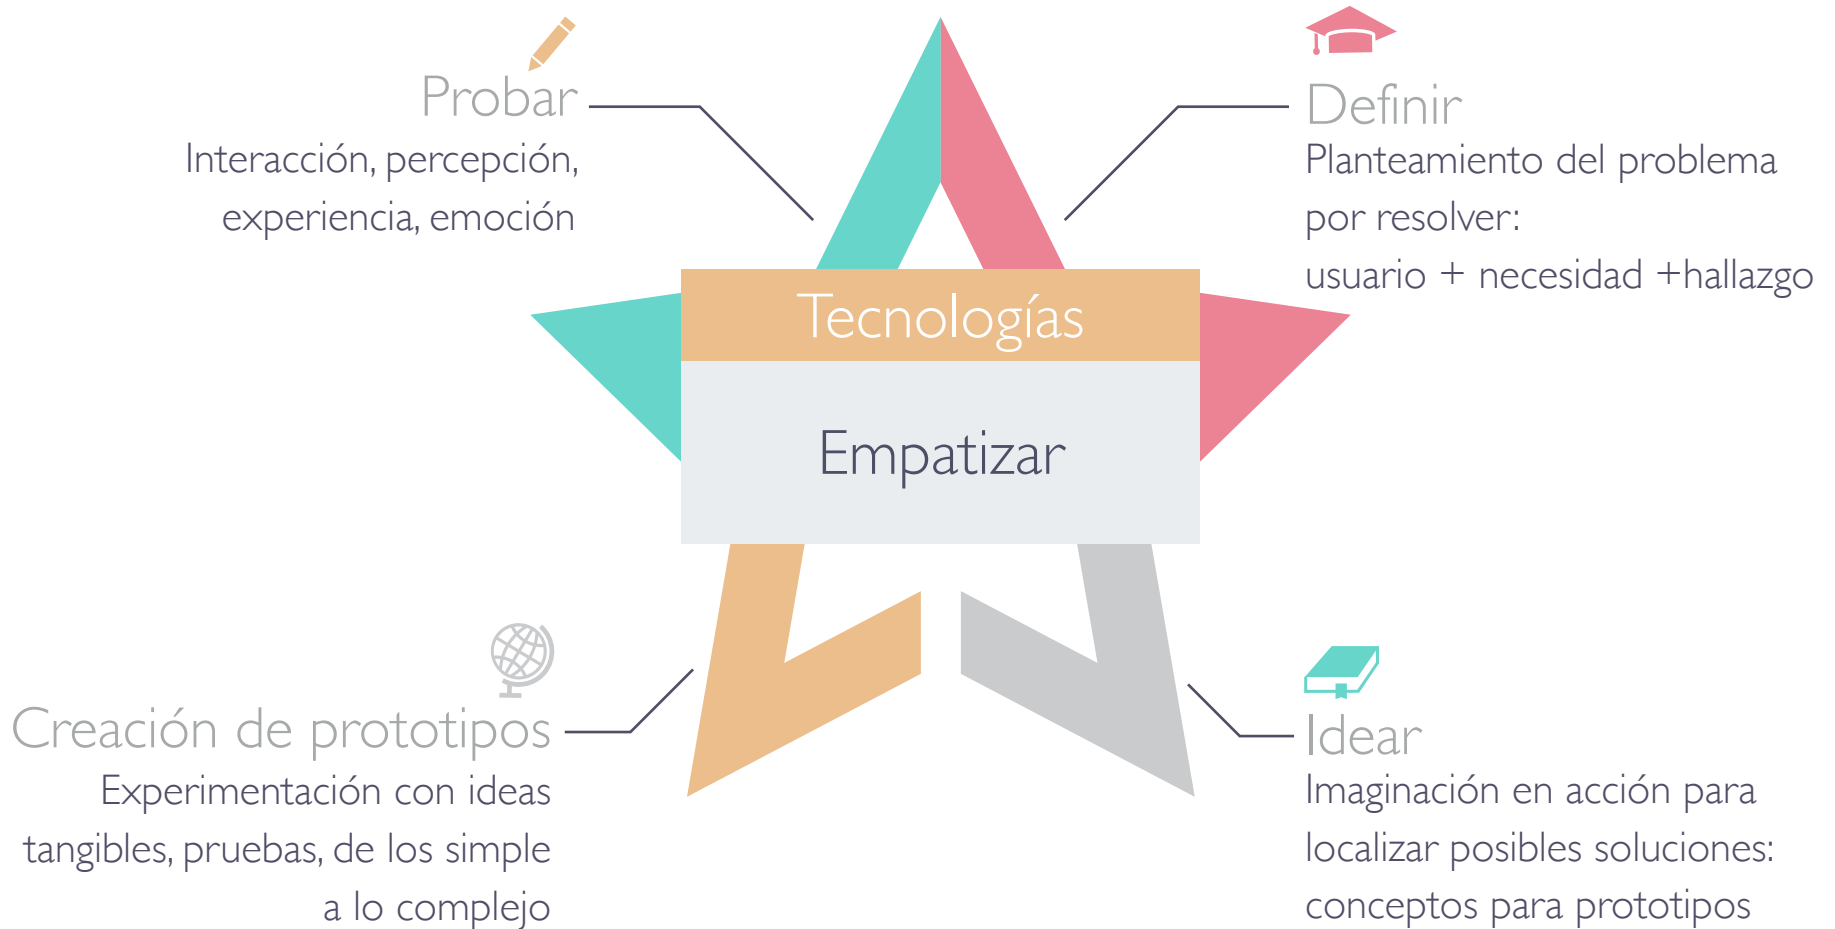 Probar
Interacción, percepción,
experiencia, emoción
Definir
Planteamiento del problema
por resolver:
usuario + necesidad +hallazgo
Tecnologías
Empatizar
Creación de prototipos
Experimentación con ideas
tangibles, pruebas, de los simple
a lo complejo
Idear
Imaginación en acción para
localizar posibles soluciones:
conceptos para prototipos